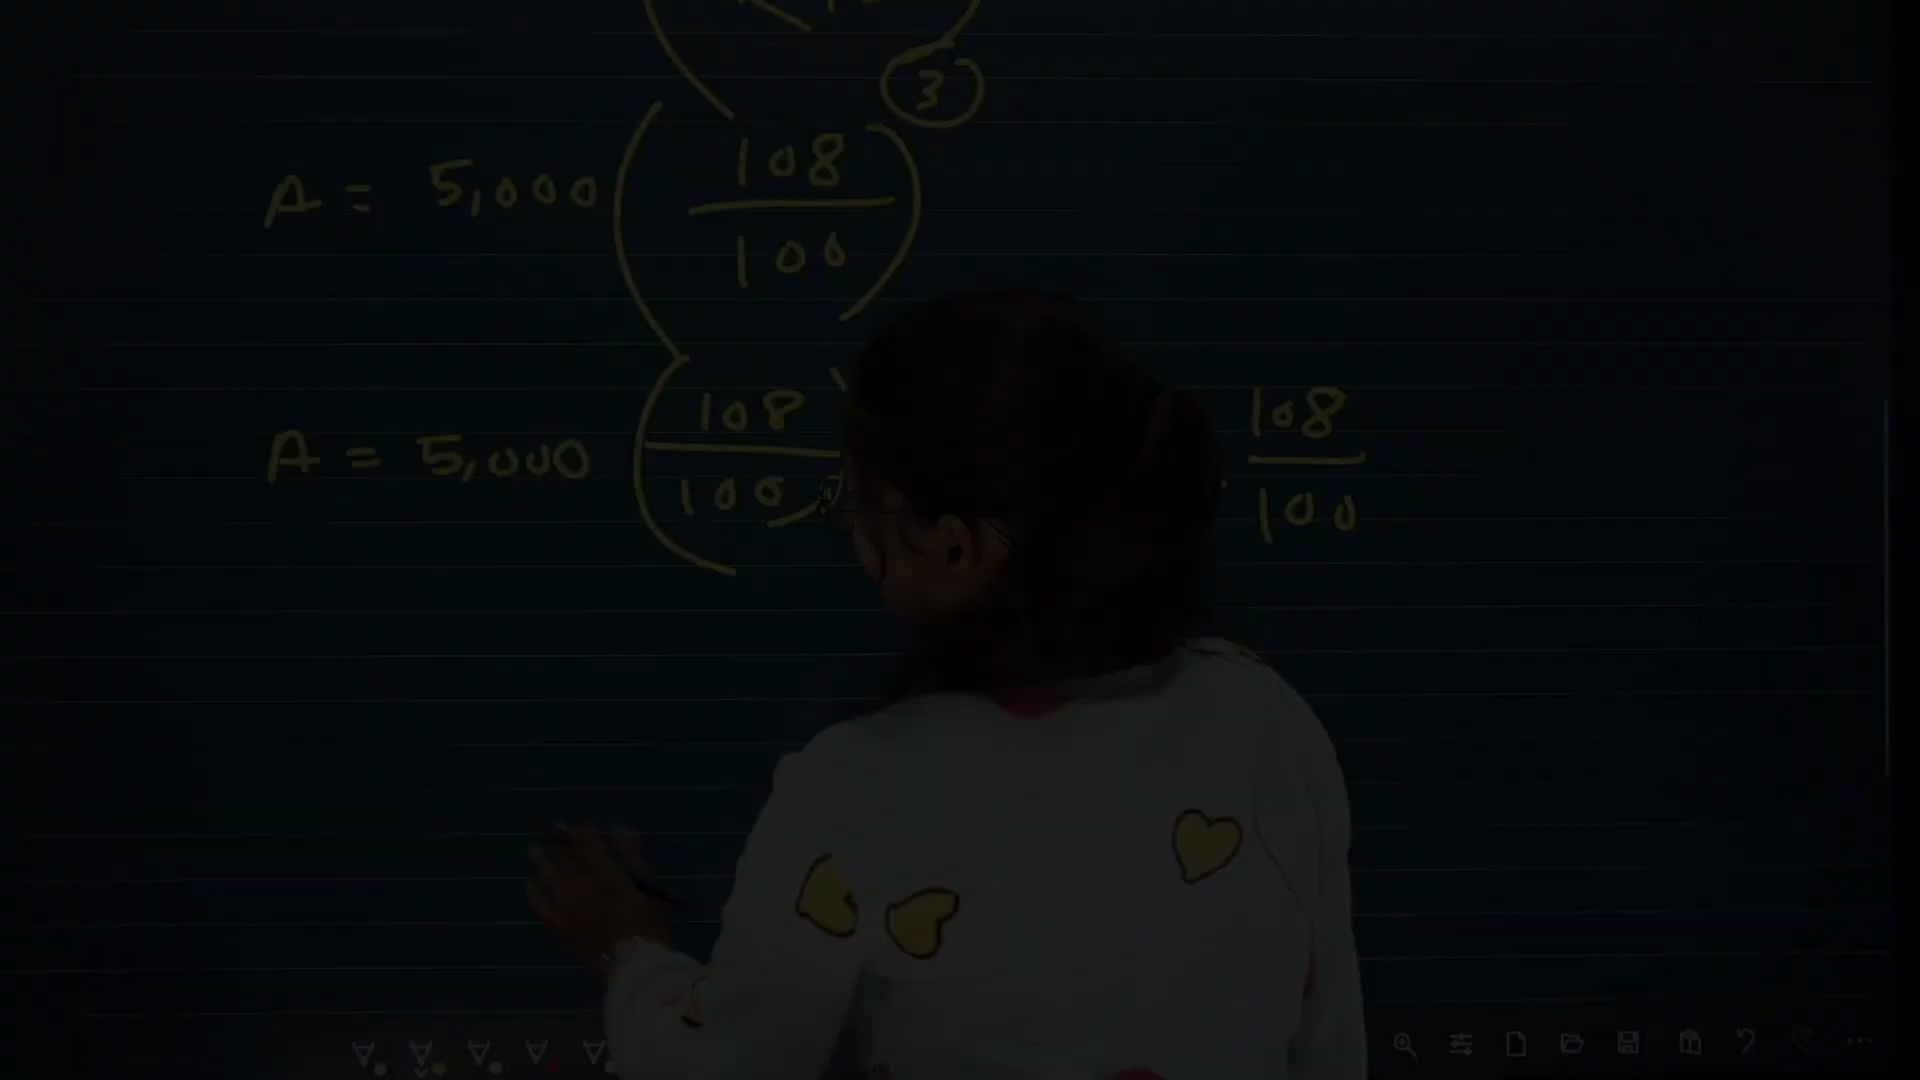 3
A = 5,000 ( 108 / 100 )
A = 5,000 ( 108 / 100 108 / 100